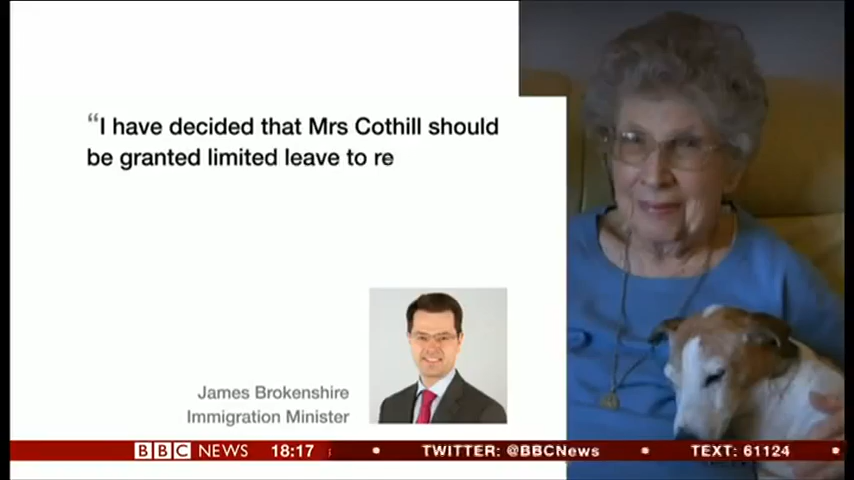 “I have decided that Mrs Cothill should
be granted limited leave to re
James Brokenshire
Immigration Minister
BBC NEWS 18:17 TWITTER: @BBCNews TEXT: 61124